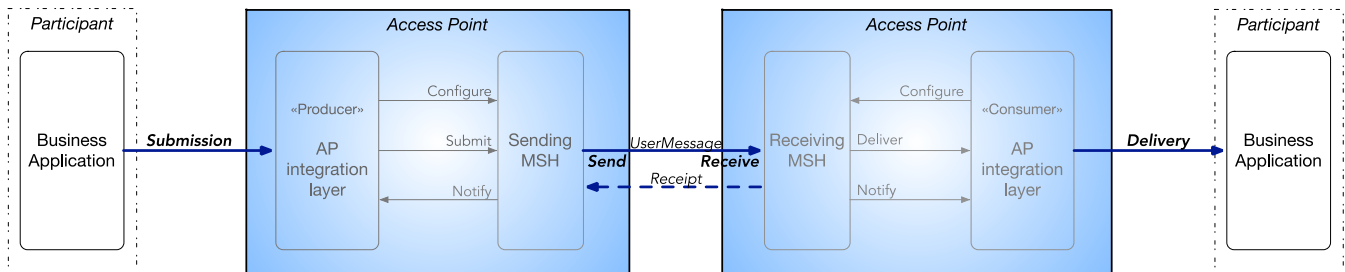 Participant
Business
Application
Submission
Access Point
«Producer»
AP
integration
layer
Configure
Submit
Notify
Sending
MSH
UserMessage
Send
Receive
Receipt
Access Point
Receiving
MSH
Configure
Deliver
Notify
«Consumer»
AP
integration
layer
Delivery
Participant
Business
Application